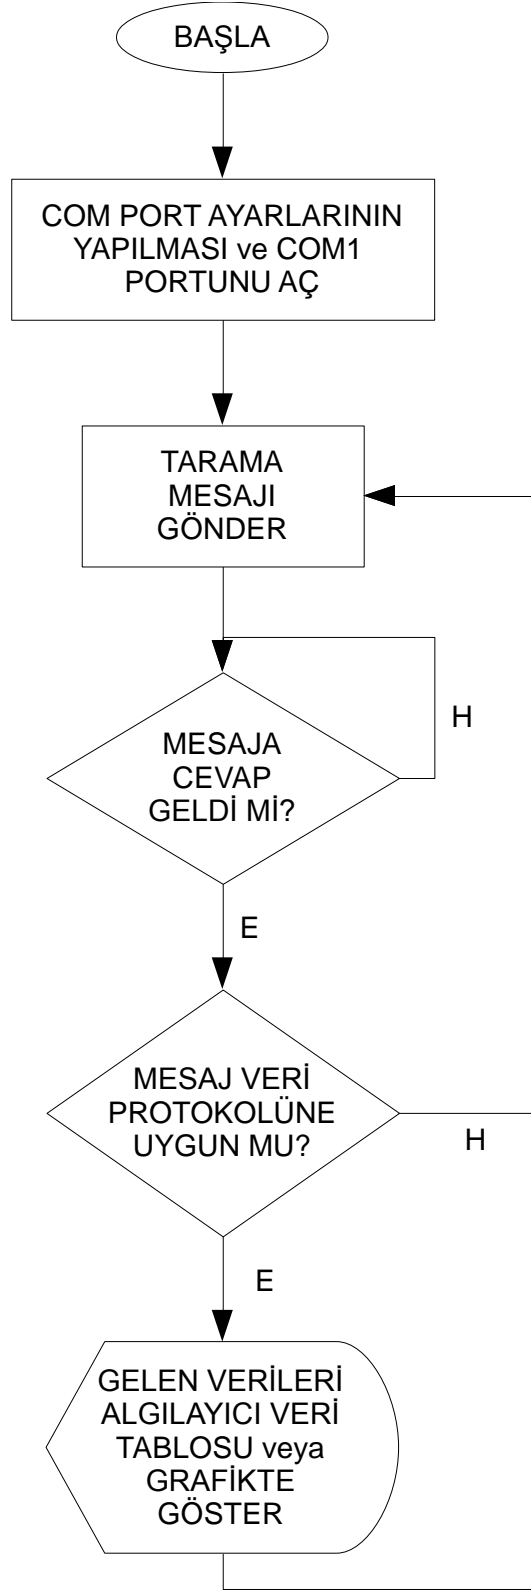 BAŞLA
COM PORT AYARLARININ
YAPILMASI ve COM1
PORTUNU AÇ
TARAMA
MESAJI
GÖNDER
MESAJA
CEVAP
GELDİ Mİ?
H
E
MESAJ VERİ
PROTOKOLÜNE
UYGUN MU?
H
E
GELEN VERİLERİ
ALGILAYICI VERİ
TABLOSU veya
GRAFİKTE
GÖSTER